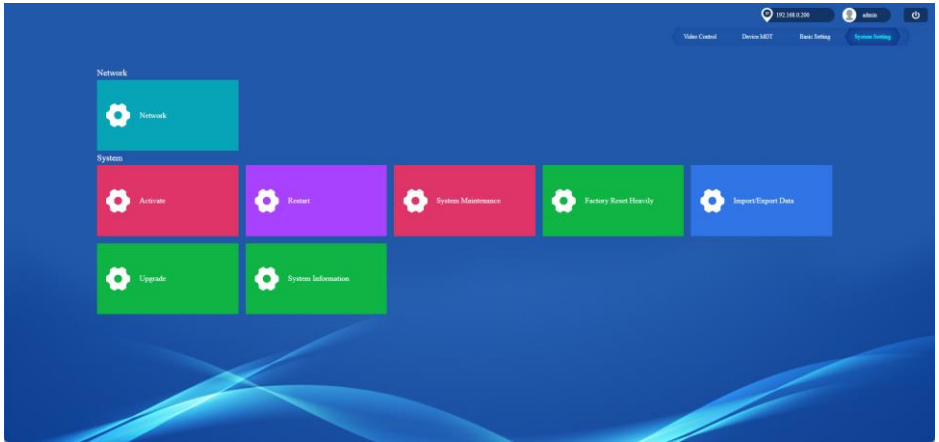 192.168.0.200 admin
Video Control Device MGT Basic Setting System Setting
Network
Network
System
Activate Restart System Maintenance Factory Reset Heavily Import/Export Data
Upgrade System Information